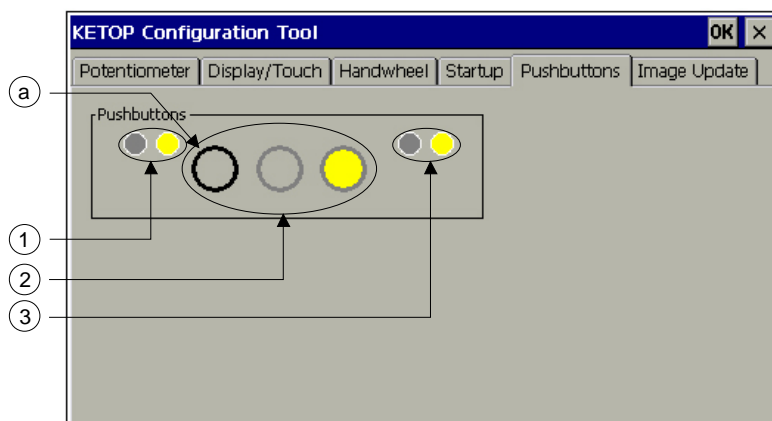 KETOP Configuration Tool OK ×
Potentiometer Display/Touch Handwheel Startup Pushbuttons Image Update
a
Pushbuttons
1
2
3